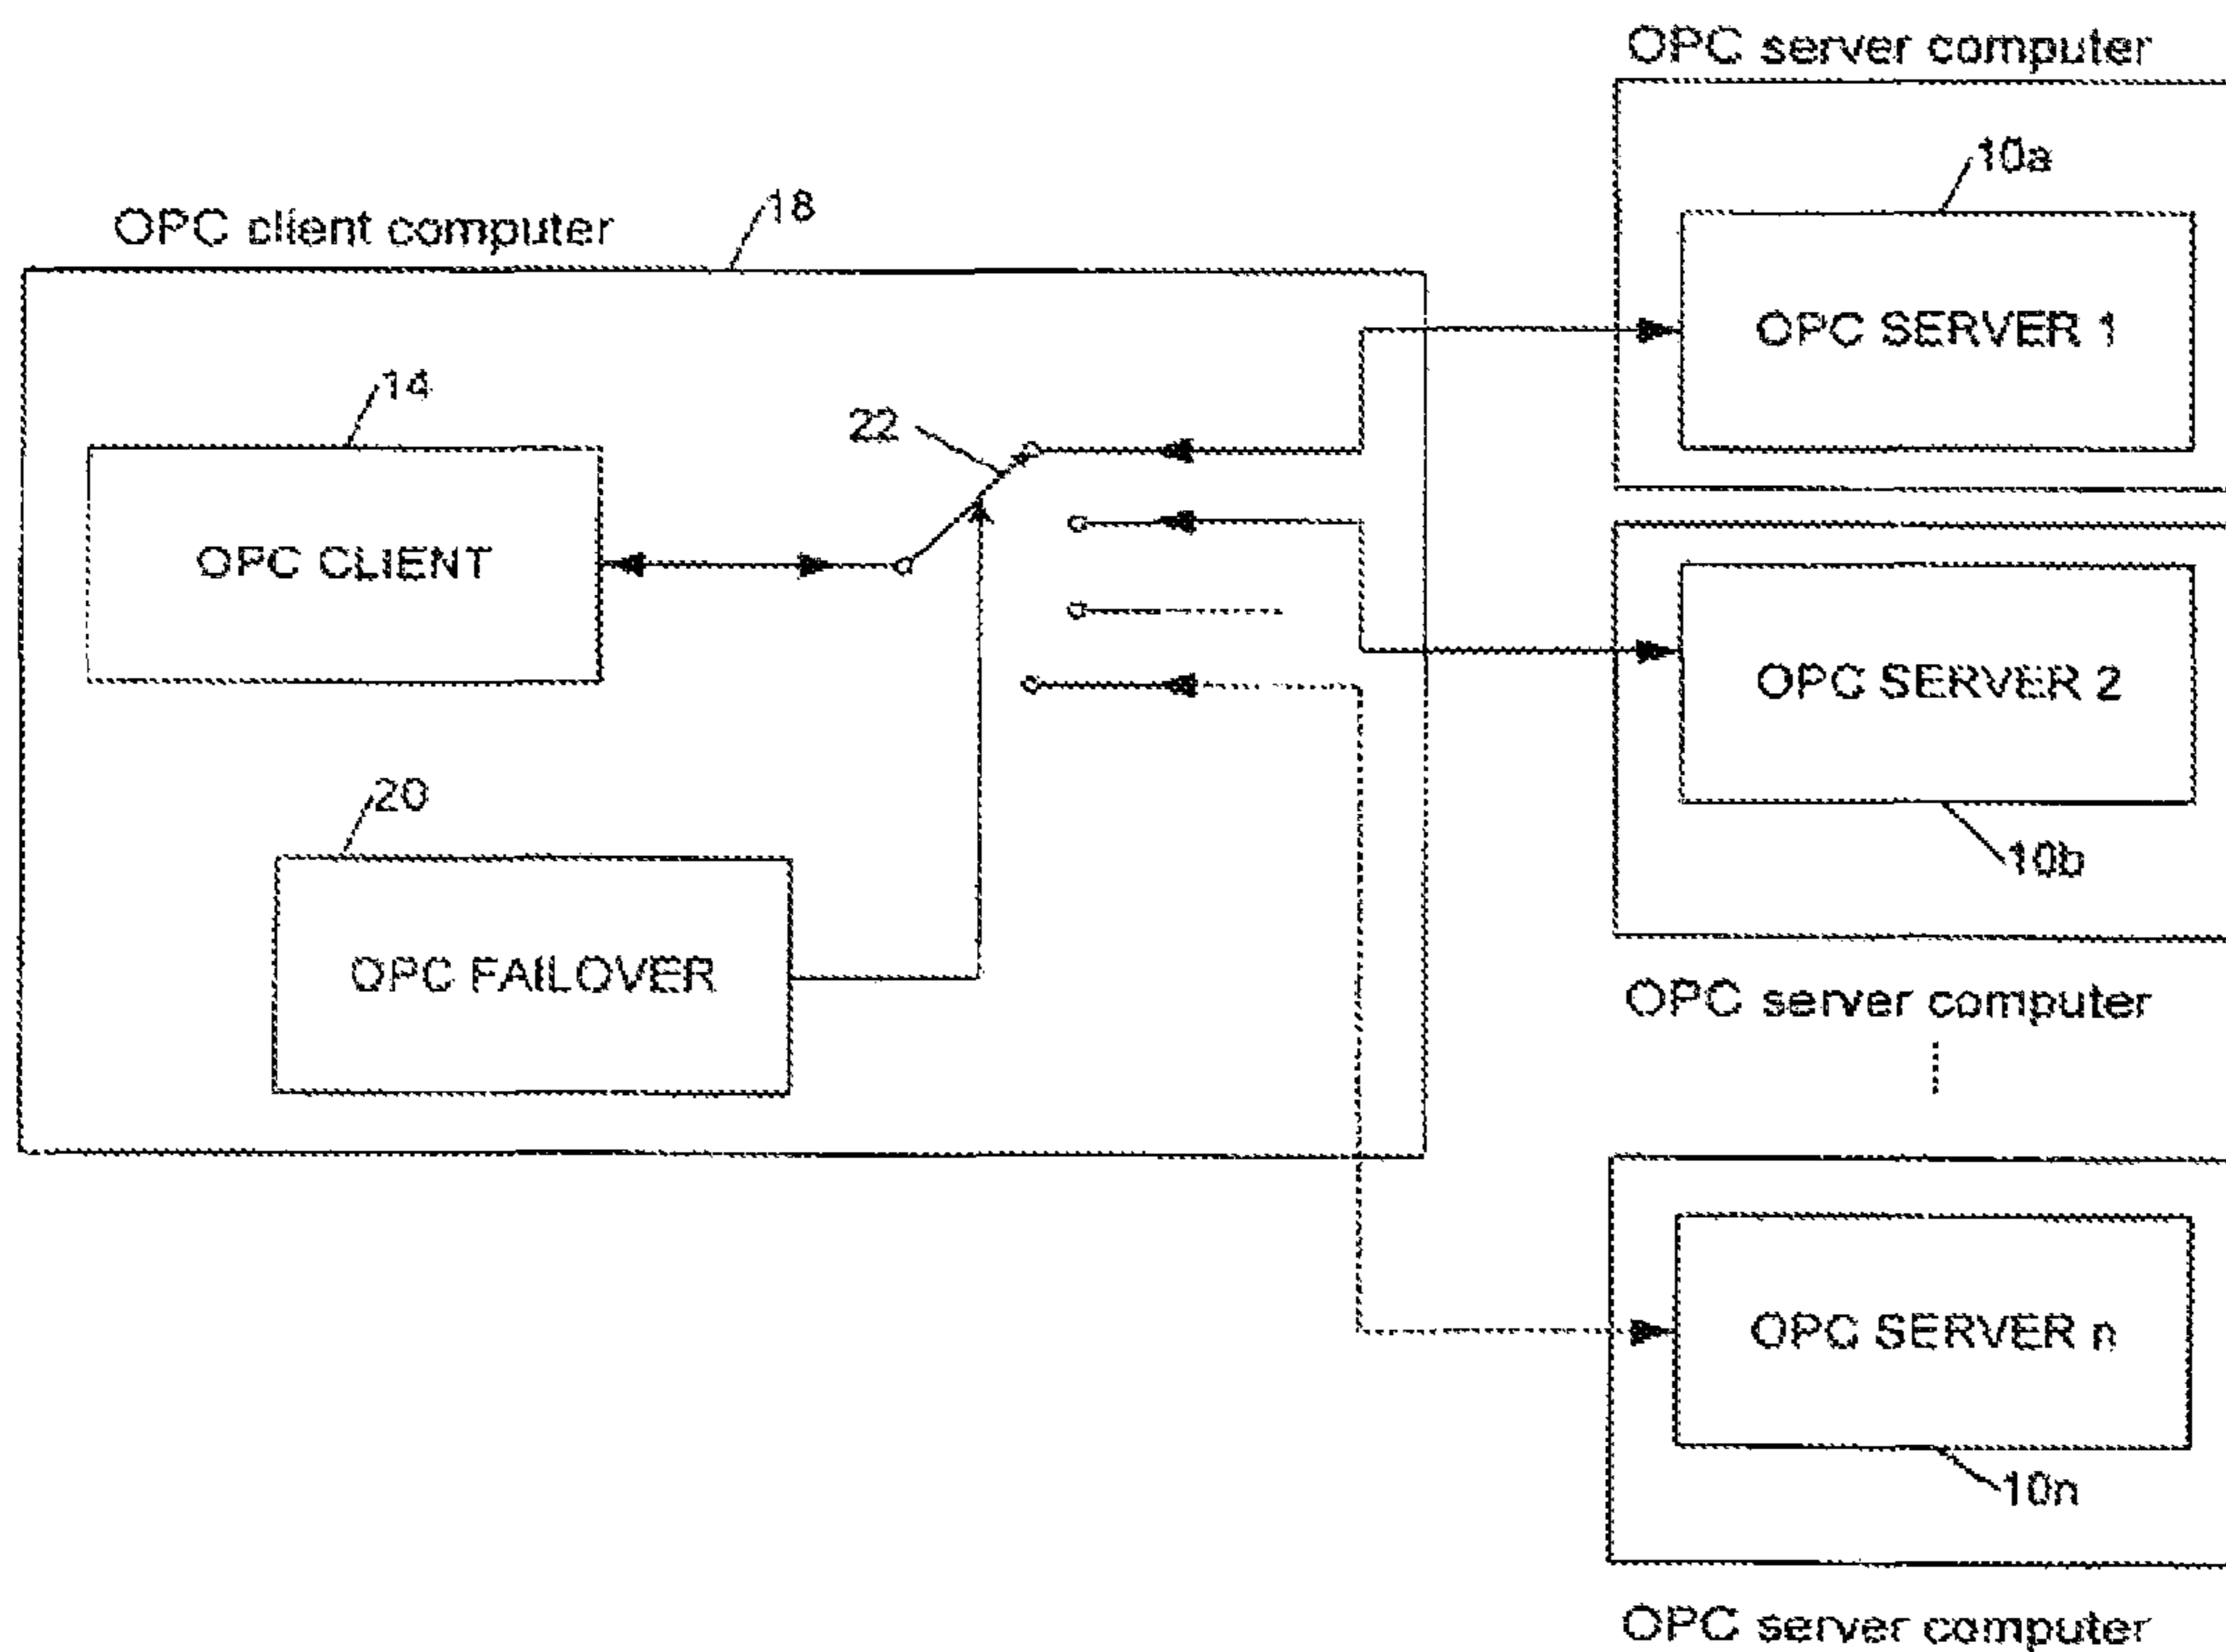 OPC server computer
10a
OPC client computer
18
OPC SERVER 1
14
22
OPC CLIENT
OPC SERVER 2
20
10b
OPC FAILOVER
OPC server computer
OPC SERVER n
10n
OPC server computer